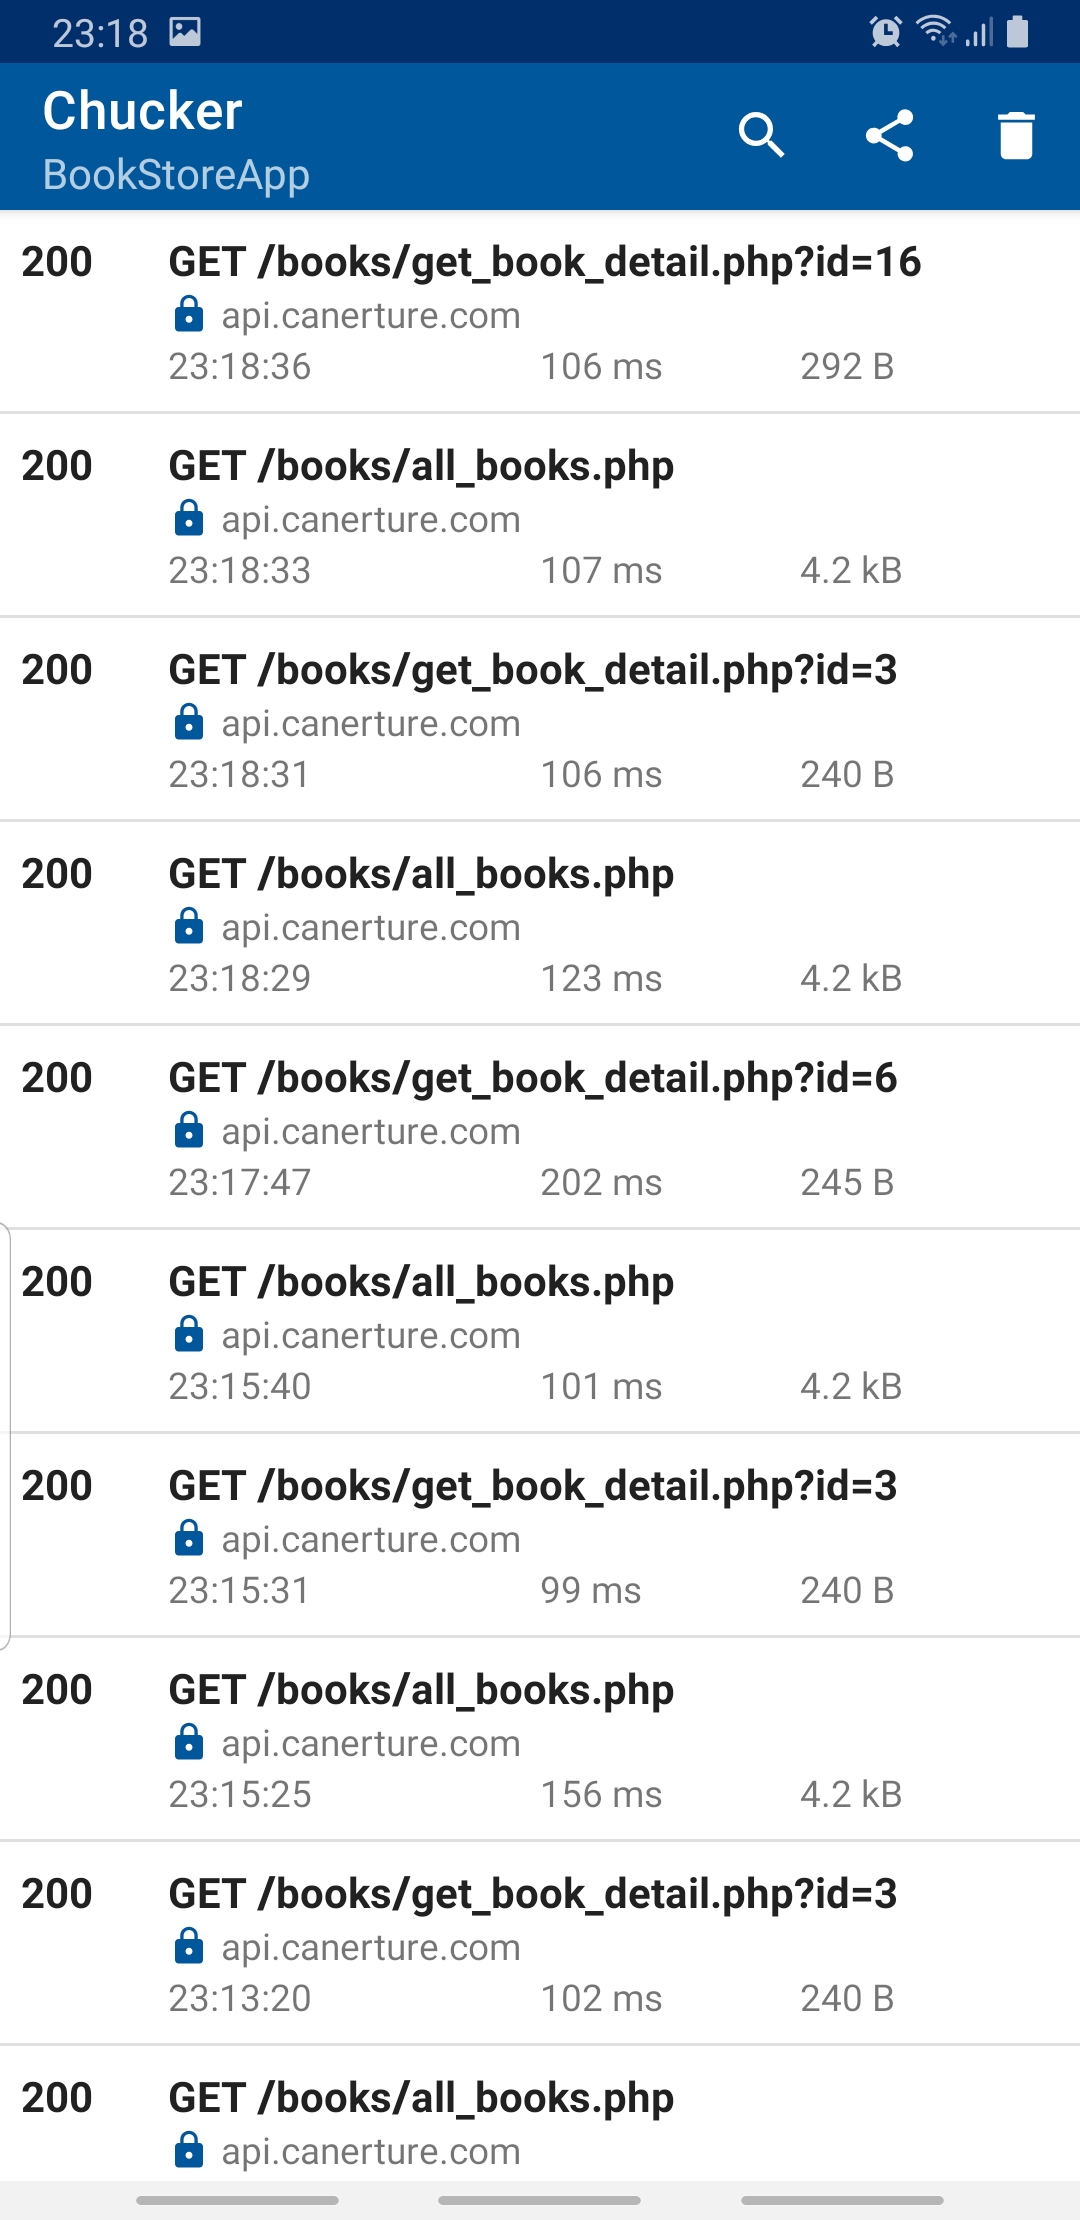 23:18
Chucker
BookStoreApp
200 GET /books/get_book_detail.php?id=16
api.canerture.com
23:18:36 106 ms 292 B
200 GET /books/all_books.php
api.canerture.com
23:18:33 107 ms 4.2 kB
200 GET /books/get_book_detail.php?id=3
api.canerture.com
23:18:31 106 ms 240 B
200 GET /books/all_books.php
api.canerture.com
23:18:29 123 ms 4.2 kB
200 GET /books/get_book_detail.php?id=6
api.canerture.com
23:17:47 202 ms 245 B
200 GET /books/all_books.php
api.canerture.com
23:15:40 101 ms 4.2 kB
200 GET /books/get_book_detail.php?id=3
api.canerture.com
23:15:31 99 ms 240 B
200 GET /books/all_books.php
api.canerture.com
23:15:25 156 ms 4.2 kB
200 GET /books/get_book_detail.php?id=3
api.canerture.com
23:13:20 102 ms 240 B
200 GET /books/all_books.php
api.canerture.com